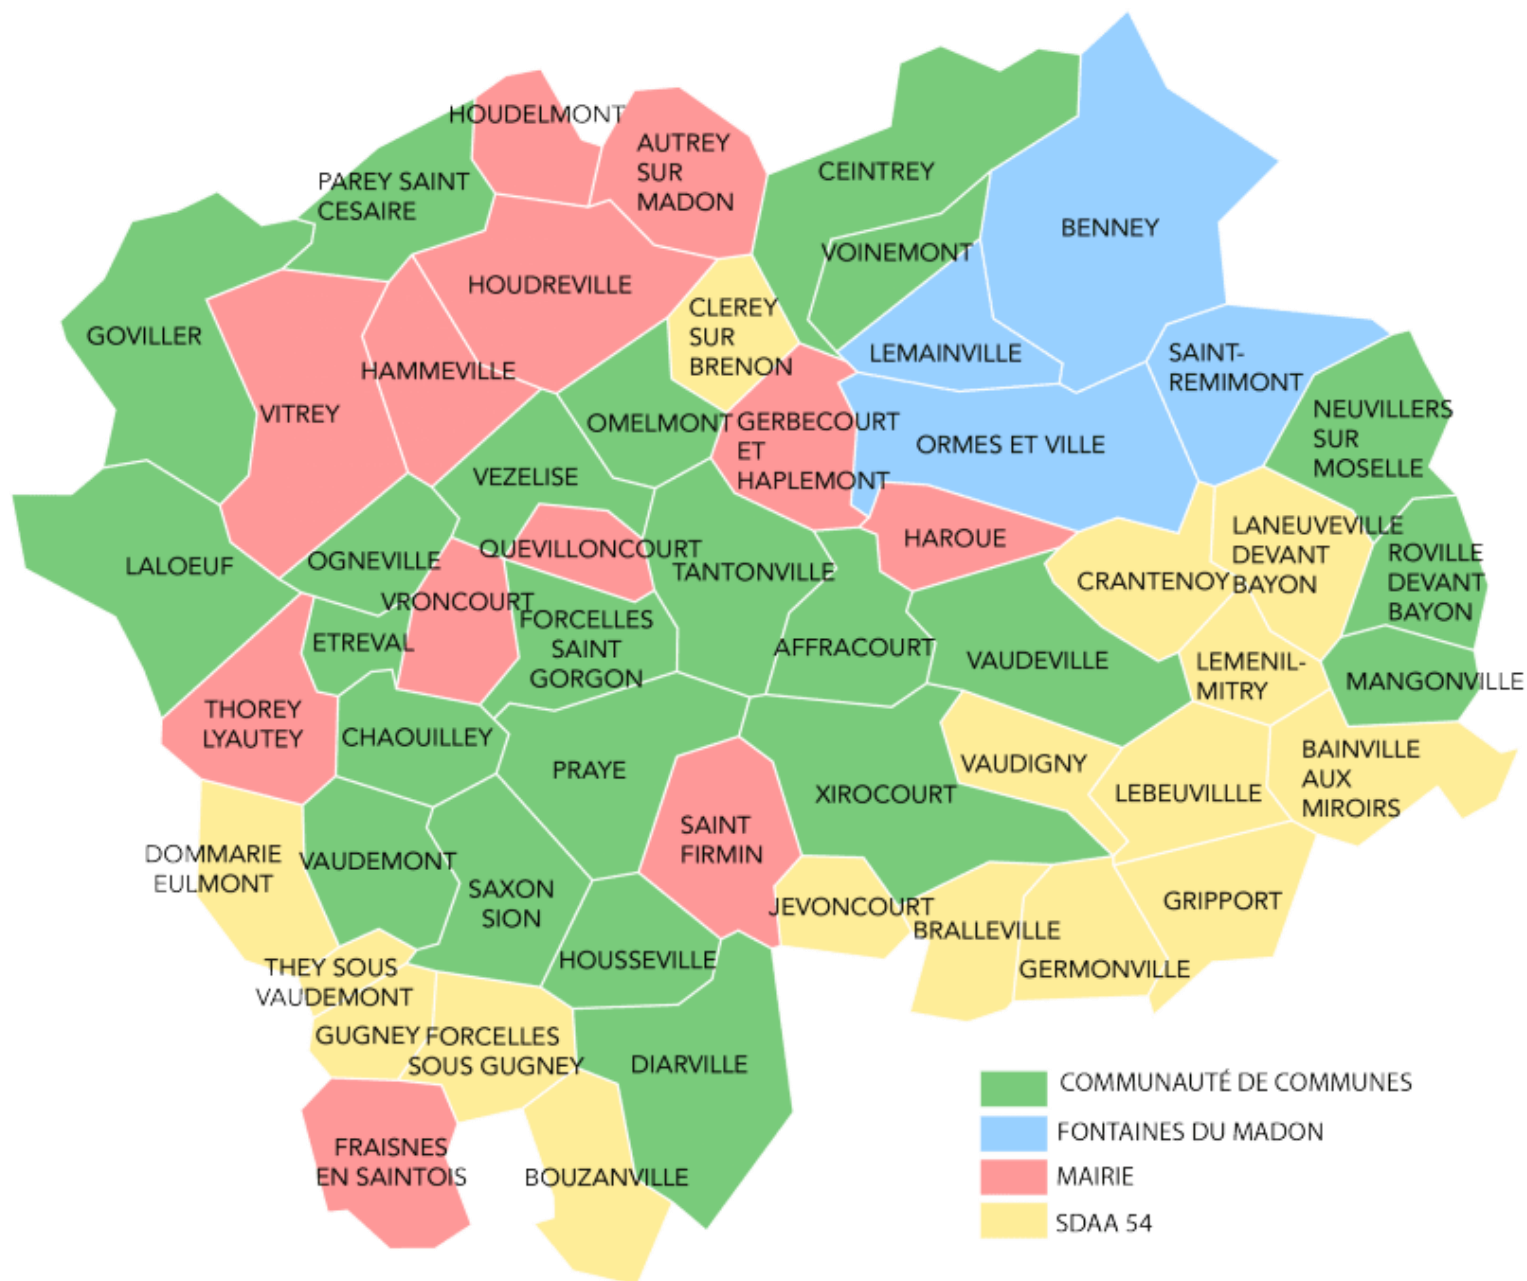 HOUDELMONT
AUTREY
SUR
MADON
CEINTREY
PAREY SAINT
CESAIRE
BENNEY
VOINEMONT
HOUDREVILLE
GOVILLER
CLEREY
SUR
BRENON
LEMAINVILLE
SAINT-
REMIMONT
HAMMEVILLE
VITREY
OMELMONT
GERBECOURT
ET
HAPLEMONT
ORMES ET VILLE
NEUVILLERS
SUR
MOSELLE
VEZELISE
LANEUVEVILLE
DEVANT
BAYON
HAROUE
QUEVILLONCOURT
TANTONVILLE
OGNEVILLE
LALOEUF
CRANTENOY
ROVILLE
DEVANT
BAYON
VRONCOURT
FORCELLES
SAINT
GORGON
ETREVAL
AFFRACOURT
VAUDEVILLE
LEMENIL-
MITRY
MANGONVILLE
THOREY
LYAUTEY
CHAOUILLEY
PRAYE
XIROCOURT
VAUDIGNY
LEBEUVILLLE
BAINVILLE
AUX
MIROIRS
SAINT
FIRMIN
DOMMARIE
EULMONT
VAUDEMONT
SAXON
SION
JEVONCOURT
BRALLEVILLE
GRIPPORT
THEY SOUS
VAUDEMONT
HOUSSEVILLE
GERMONVILLE
GUGNEY
FORCELLES
SOUS GUGNEY
DIARVILLE
FRAISNES
EN SAINTOIS
BOUZANVILLE
COMMUNAUTÉ DE COMMUNES
FONTAINES DU MADON
MAIRIE
SDAA 54